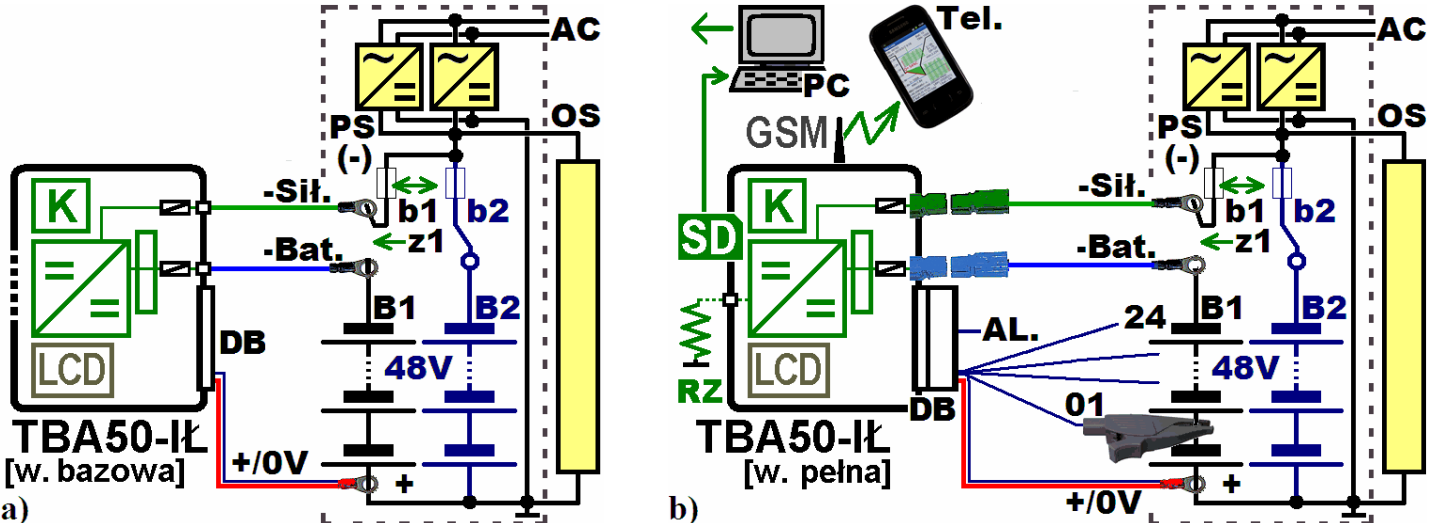 AC
PS
(-)
OS
K
-Sił.
b1
b2
z1
-Bat.
B1
B2
DB
48V
LCD
TBA50-IŁ
[w. bazowa]
+/0V
+
a)
Tel.
PC
GSM
AC
PS
(-)
OS
K
-Sił.
b1
b2
SD
z1
-Bat.
B1
B2
AL.
24
48V
LCD
RZ
DB
01
TBA50-IŁ
[w. pełna]
+/0V
+
b)